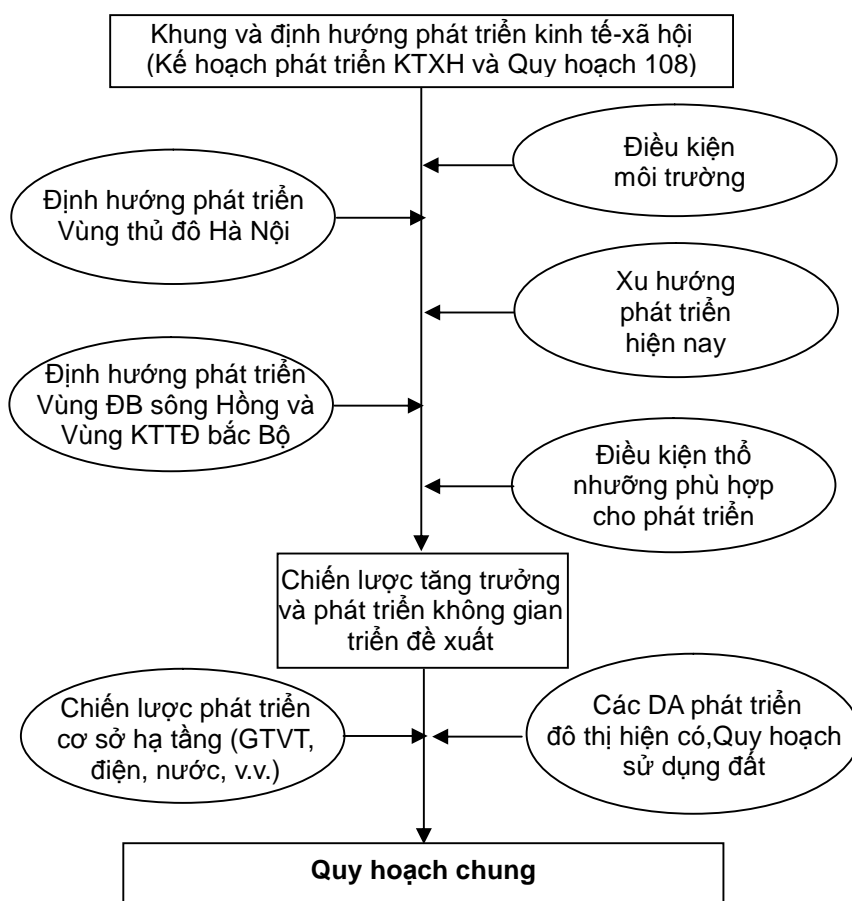 Khung và định hướng phát triển kinh tế-xã hội
(Kế hoạch phát triển KTXH và Quy hoạch 108)
Điều kiện
môi trường
Định hướng phát triển
Vùng thủ đô Hà Nội
Xu hướng
phát triển
hiện nay
Định hướng phát triển
Vùng ĐB sông Hồng và
Vùng KTTĐ bắc Bộ
Điều kiện thổ
nhưỡng phù hợp
cho phát triển
Chiến lược tăng trưởng
và phát triển không gian
triển đề xuất
Chiến lược phát triển
cơ sở hạ tầng (GTVT,
điện, nước, v.v.)
Các DA phát triển
đô thị hiện có,Quy hoạch
sử dụng đất
Quy hoạch chung